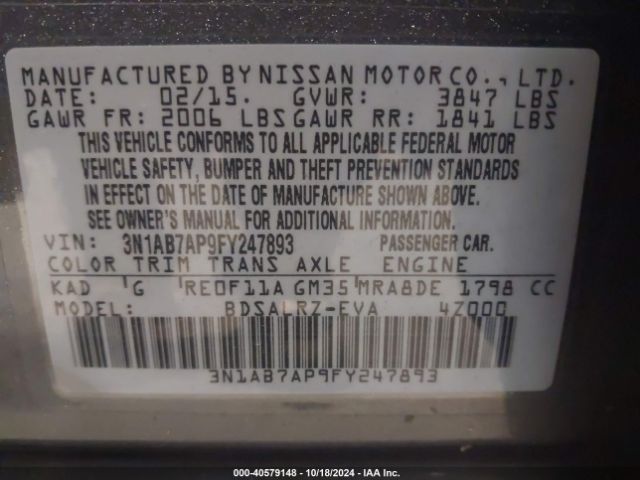 MANUFACTURED BY NISSAN MOTOR CO., LTD.
DATE: 02/15. GVWR: 3847 LBS
GAWR FR: 2006 LBS GAWR RR: 1841 LBS
THIS VEHICLE CONFORMS TO ALL APPLICABLE FEDERAL MOTOR
VEHICLE SAFETY, BUMPER AND THEFT PREVENTION STANDARDS
IN EFFECT ON THE DATE OF MANUFACTURE SHOWN ABOVE.
SEE OWNER'S MANUAL FOR ADDITIONAL INFORMATION.
VIN: 3N1AB7AP9FY247893 PASSENGER CAR.
COLOR TRIM TRANS AXLE ENGINE
KAD 'G 'RE0F11A GM35'MRA8DE 1798 CC
MODEL: BDSALRZ-EVA 4Z000
3N1AB7AP9FY247893
000-40579148 - 10/18/2024 - IAA Inc.